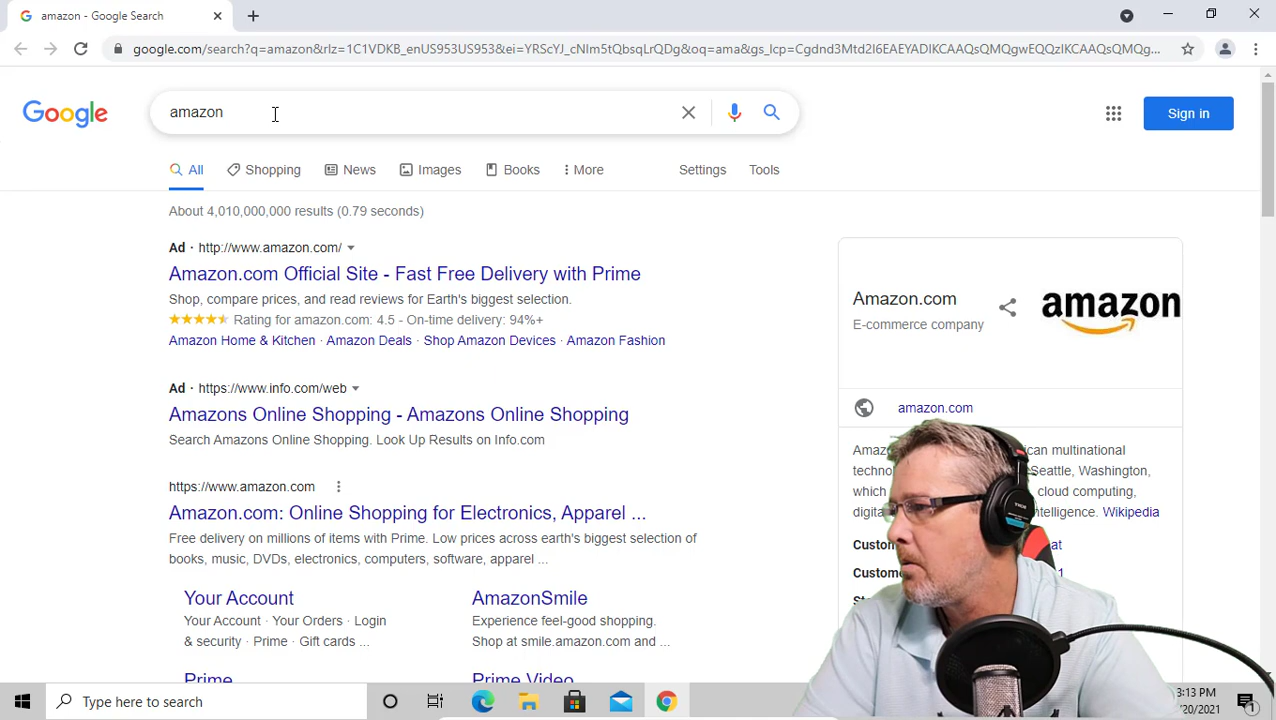 amazon - Google Search
google.com/search?q=amazon&rlz=1C1VDKB_enUS953US953&ei=YRScYJ_cNIm5tQbsqLrQDg&oq=ama&gs_lcp=Cgdnd3Mtd2l6EAEYADIKCAAQsQMQgwEQQzIKCAAQsQMQg...
Google
amazon
Sign in
All
Shopping
News
Images
Books
More
Settings
Tools
About 4,010,000,000 results (0.79 seconds)
Ad · http://www.amazon.com/
Amazon.com Official Site - Fast Free Delivery with Prime
Shop, compare prices, and read reviews for Earth's biggest selection.
Rating for amazon.com: 4.5 - On-time delivery: 94%+
Amazon Home & Kitchen · Amazon Deals · Shop Amazon Devices · Amazon Fashion
Ad · https://www.info.com/web
Amazons Online Shopping - Amazons Online Shopping
Search Amazons Online Shopping. Look Up Results on Info.com
https://www.amazon.com
Amazon.com: Online Shopping for Electronics, Apparel ...
Free delivery on millions of items with Prime. Low prices across earth's biggest selection of
books, music, DVDs, electronics, computers, software, apparel ...
Your Account
Your Account · Your Orders · Login
& security · Prime · Gift cards ...
AmazonSmile
Experience feel-good shopping.
Shop at smile.amazon.com and ...
Prime
Prime Video
Amazon.com
E-commerce company
amazon
amazon.com
can multinational
Seattle, Washington,
which cloud computing,
Wikipedia
Type here to search
:13 PM
/20/2021
1